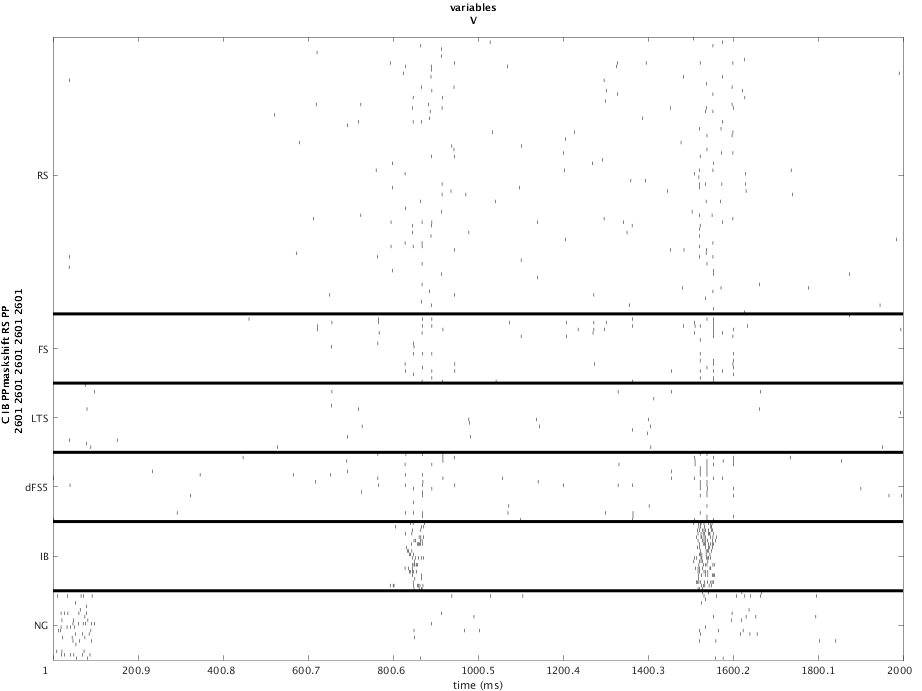 variables
V
C IB PPmaskshift RS PP
2601 2601 2601 2601 2601
RS
FS
LTS
dFS5
IB
NG
1 200.9 400.8 600.7 800.6 1000.5 1200.4 1400.3 1600.2 1800.1 2000
time (ms)